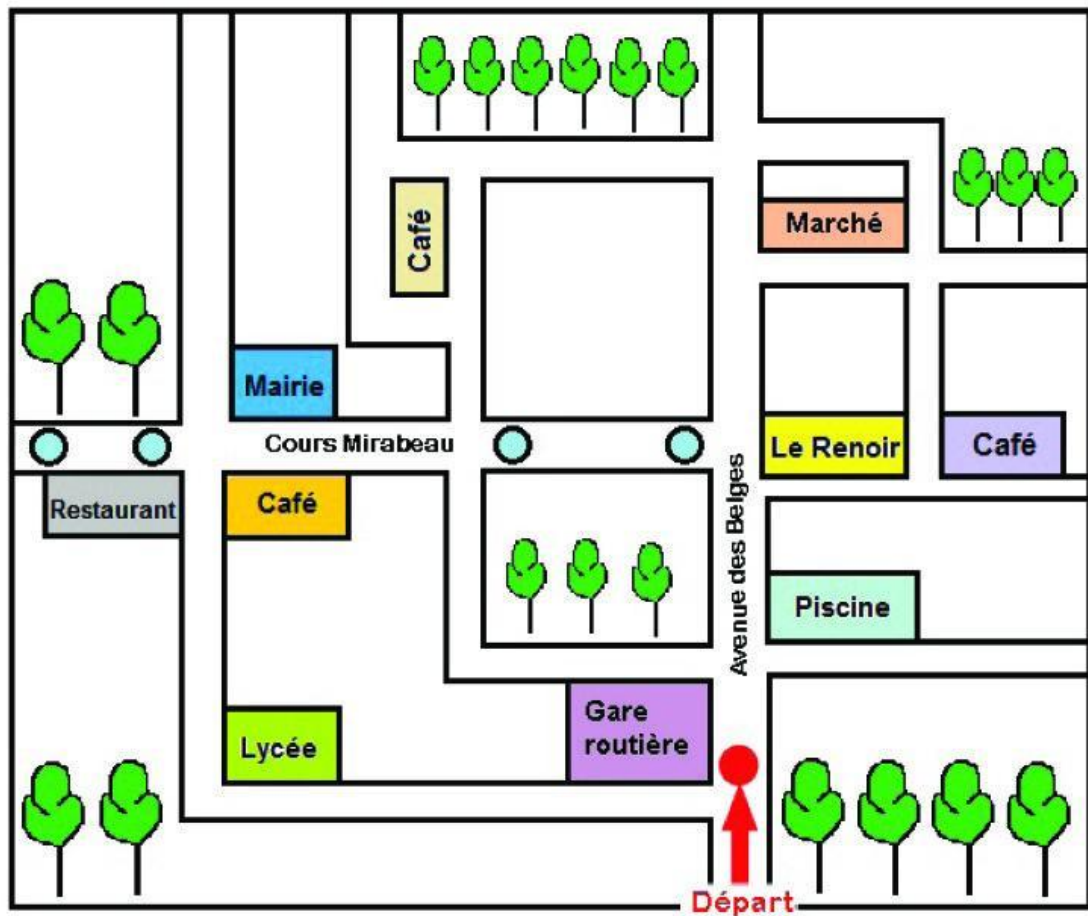 Café
Marché
Mairie
Cours Mirabeau
Le Renoir
Café
Restaurant
Café
Avenue des Belges
Piscine
Lycée
Gare
routière
Départ